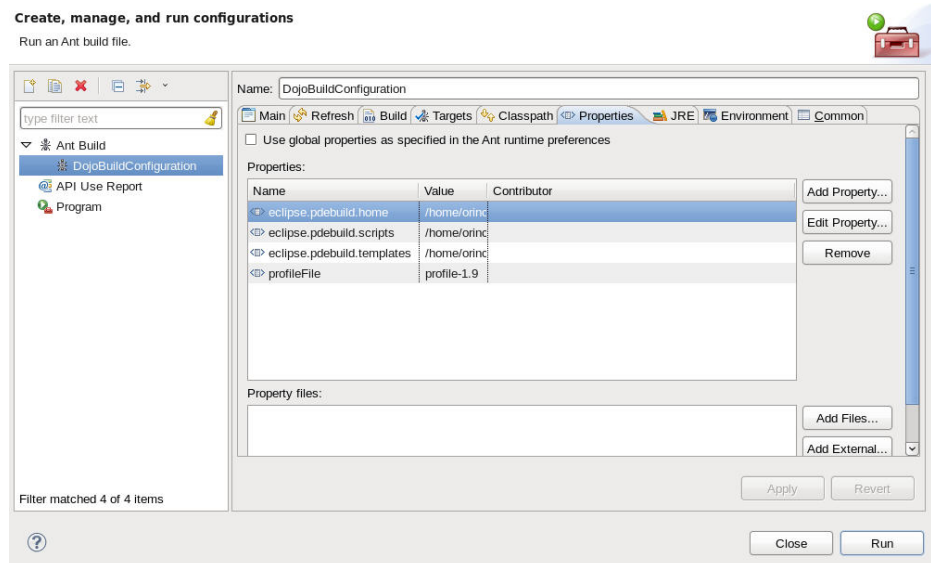 Create, manage, and run configurations
Run an Ant build file.
Name: DojoBuildConfiguration
type filter text
Main Refresh Build Targets Classpath Properties JRE Environment Common
Ant Build
DojoBuildConfiguration
API Use Report
Program
Use global properties as specified in the Ant runtime preferences
Properties:
Name Value Contributor
eclipse.pdebuild.home /home/orinc
eclipse.pdebuild.scripts /home/orinc
eclipse.pdebuild.templates /home/orinc
profileFile profile-1.9
Add Property...
Edit Property...
Remove
Property files:
Add Files...
Add External...
Filter matched 4 of 4 items
Apply Revert
Close Run